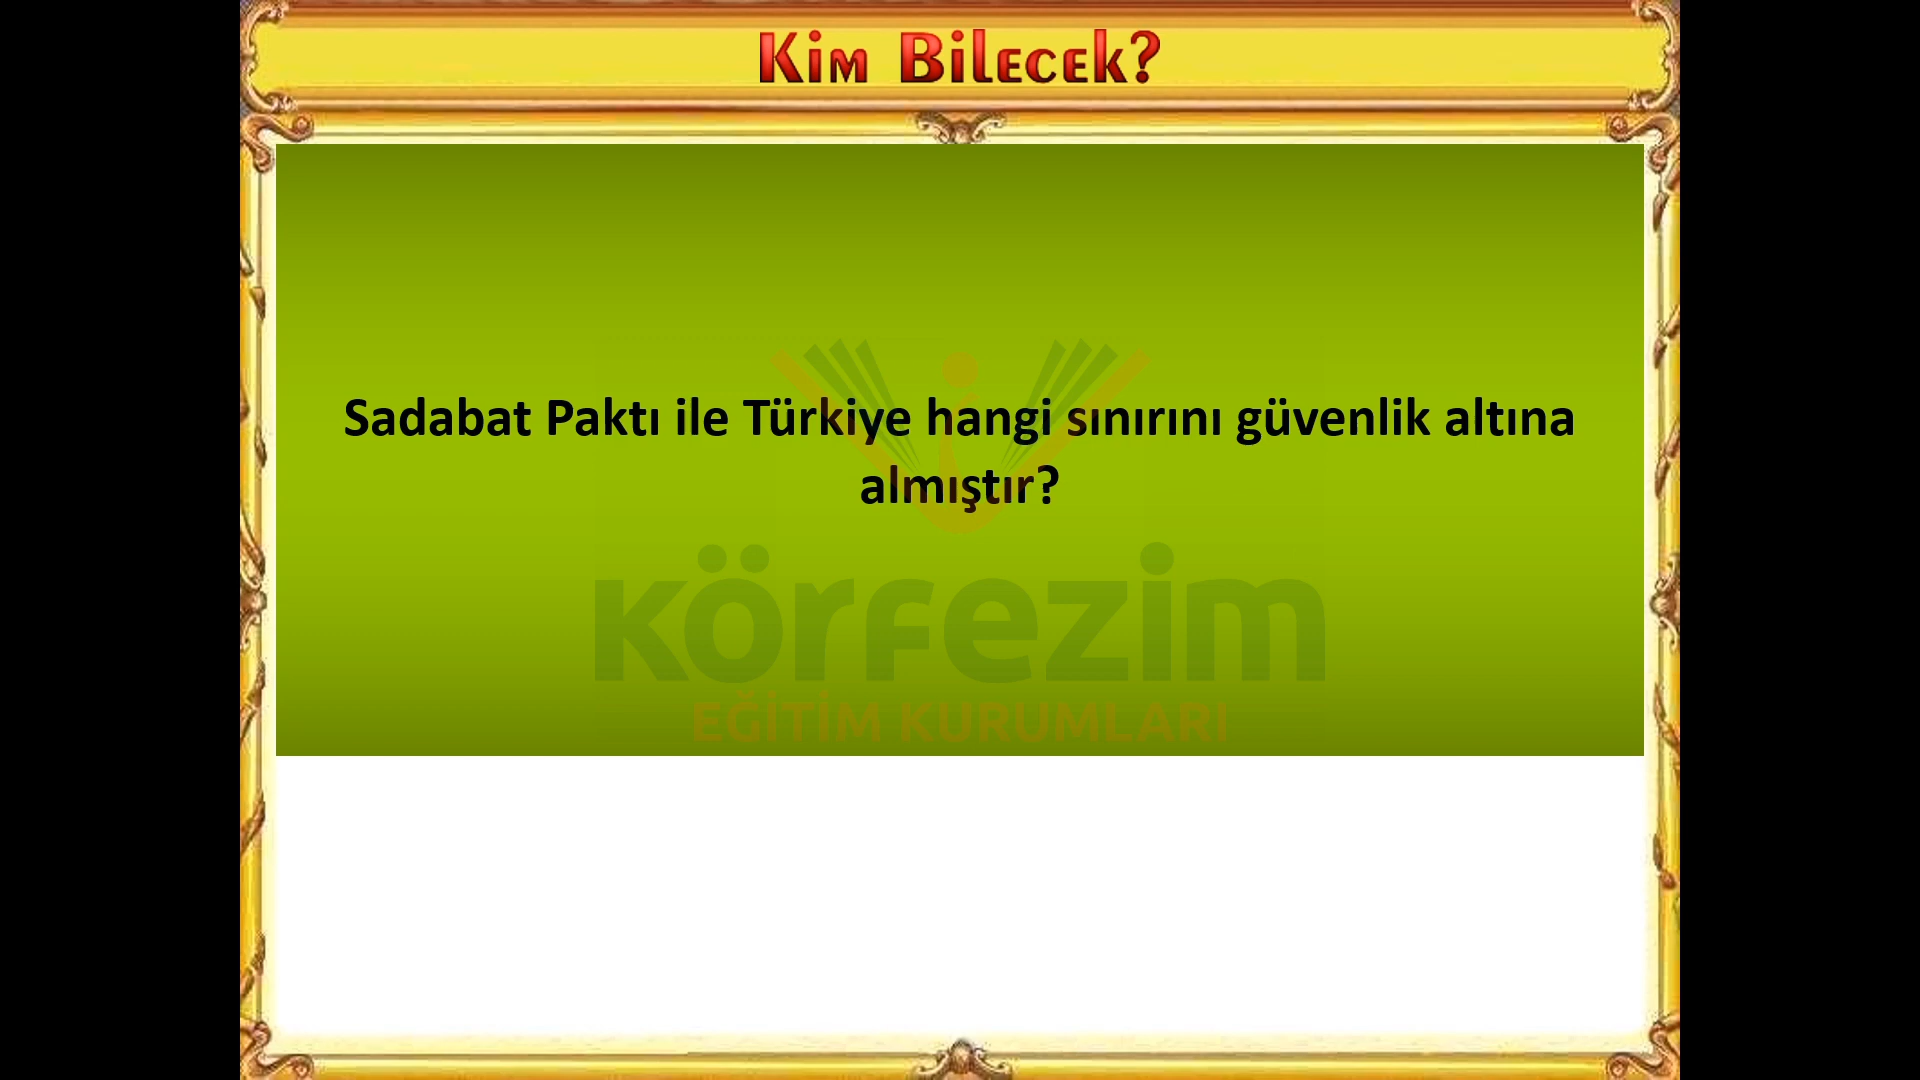 Kim Bilecek?
Sadabat Paktı ile Türkiye hangi sınırını güvenlik altına
almıştır?
körfezim
EĞİTİM KURUMLARI